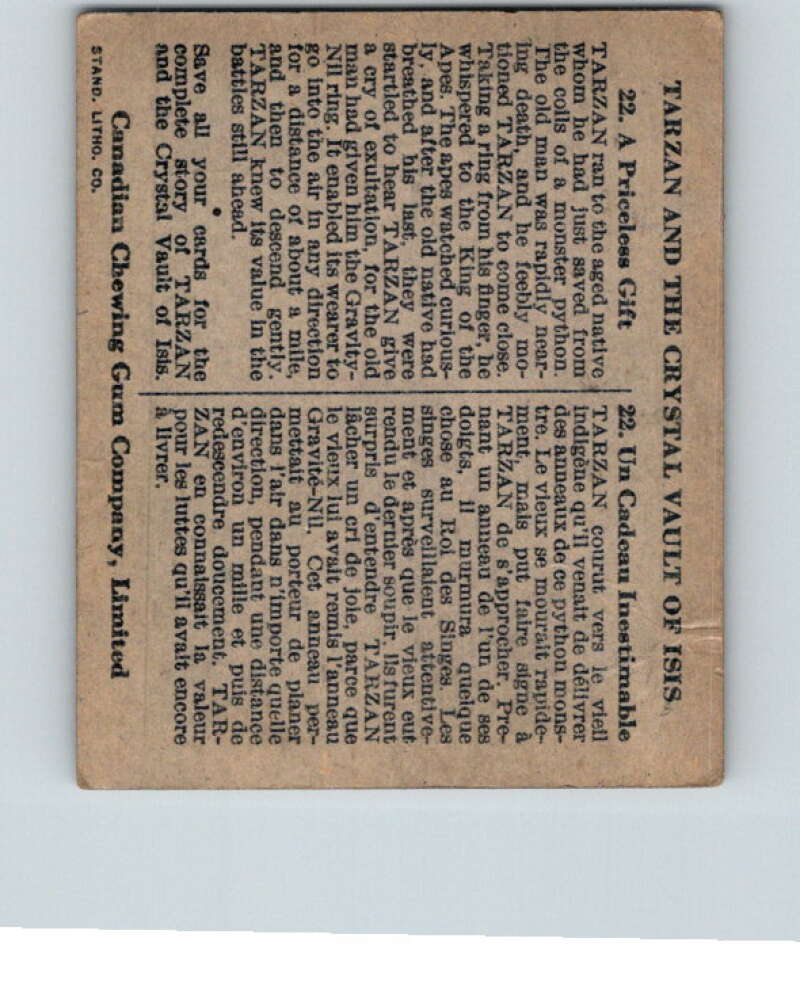 TARZAN AND THE CRYSTAL VAULT OF ISIS
22. A Priceless Gift
TARZAN ran to the aged native
whom he had just saved from
the coils of a monster python.
The old man was rapidly near-
ing death, and he feebly mo-
tioned TARZAN to come close.
Taking a ring from his finger, he
whispered to the King of the
Apes. The apes watched curious-
ly, and after the old native had
breathed his last, they were
startled to hear TARZAN give
a cry of exultation, for the old
man had given him the Gravity-
Nil ring. It enabled its wearer to
go into the air in any direction
for a distance of about a mile,
and then to descend gently.
TARZAN knew its value in the
battles still ahead.
Save all your cards for the
complete story of TARZAN
and the Crystal Vault of Isis.
22. Un Cadeau Inestimable
TARZAN courut vers le vieil
indigène qu'il venait de délivrer
des anneaux de ce python mons-
tre. Le vieux se mourait rapide-
ment, mais put faire signe à
TARZAN de s'approcher. Pre-
nant un anneau de l'un de ses
doigts, il murmura quelque
chose au Roi des Singes. Les
singes surveillaient attentive-
ment et après que le vieux eut
rendu le dernier soupir, ils furent
surpris d'entendre TARZAN
lâcher un cri de joie, parce que
le vieux lui avait remis l'anneau
Gravité-Nil. Cet anneau per-
mettait au porteur de planer
dans l'air dans n'importe quelle
direction, pendant une distance
d'environ un mille et puis de
redescendre doucement. TAR-
ZAN en connaissait la valeur
pour les luttes qu'il avait encore
à livrer.
Canadian Chewing Gum Company, Limited
STAND. LITHO. CO.